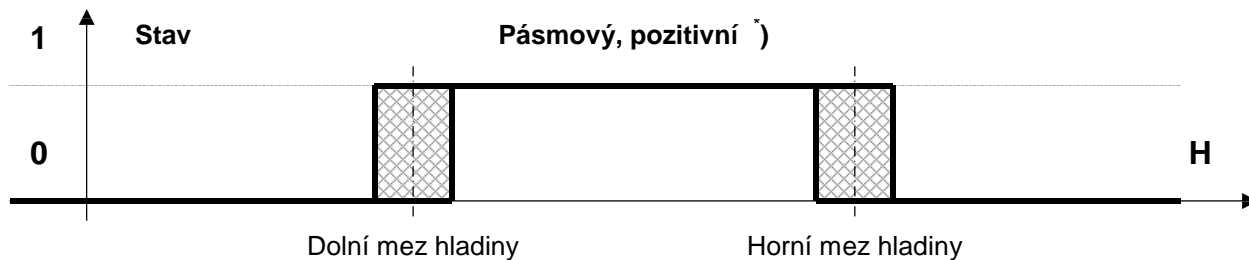 1 Stav Pásmový, pozitivní *)
0 H
Dolní mez hladiny Horní mez hladiny